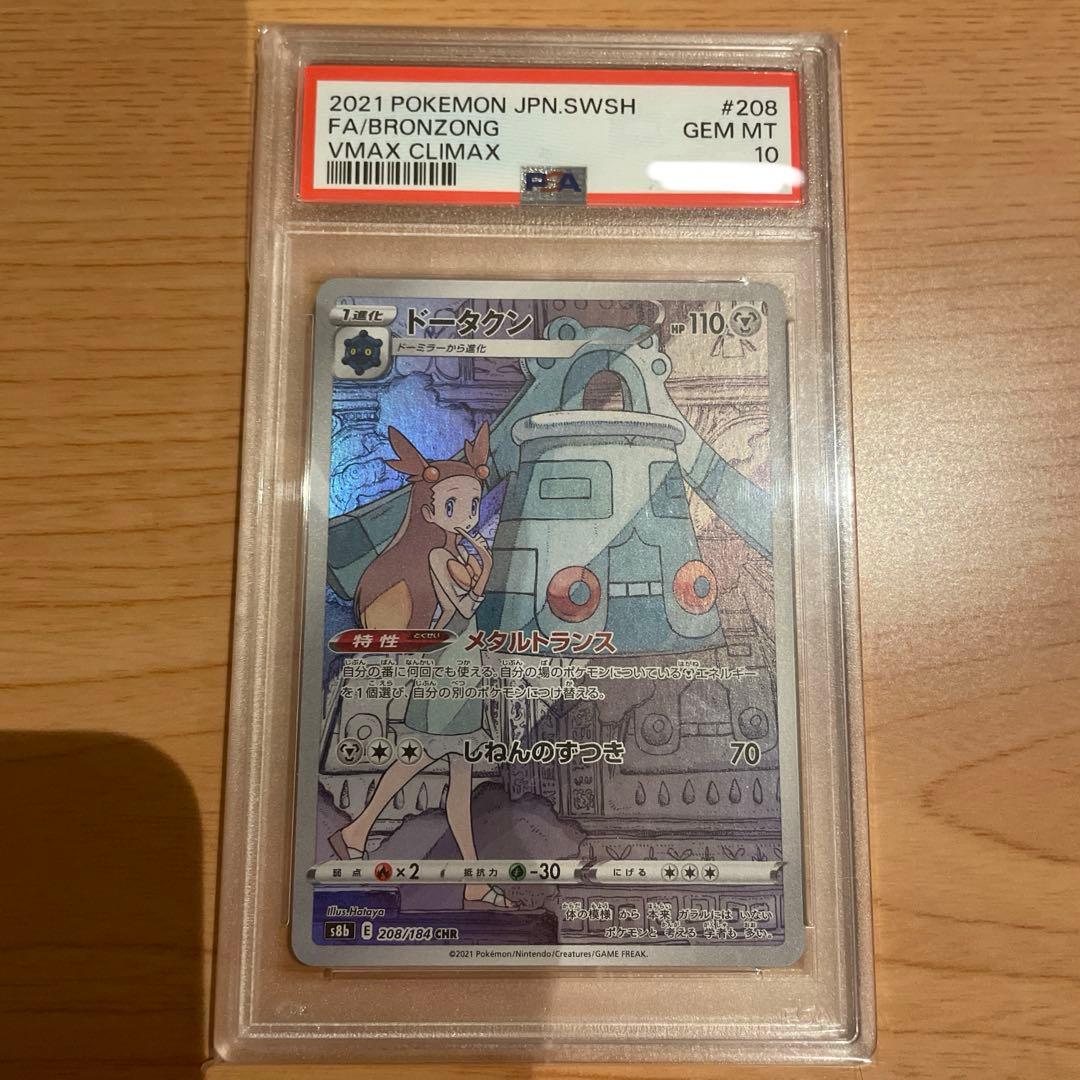 2021 POKEMON JPN.SWSH #208
FA/BRONZONG GEM MT
VMAX CLIMAX 10
PSA
1進化
ドータクン
HP 110
ドーミラーから進化
特性 とくせい メタルトランス
自分の番に何回でも使える。自分の場のポケモンについているエネルギー
を1個選び、自分の別のポケモンにつけ替える。
しねんのずつき 70
弱点 ×2 抵抗力 -30 にげる
Illus.Hataya
体の模様 から 本来 ガラルには いない
ポケモンと 考える 学者も 多い。
s8b E 208/184 CHR
©2021 Pokémon/Nintendo/Creatures/GAME FREAK.